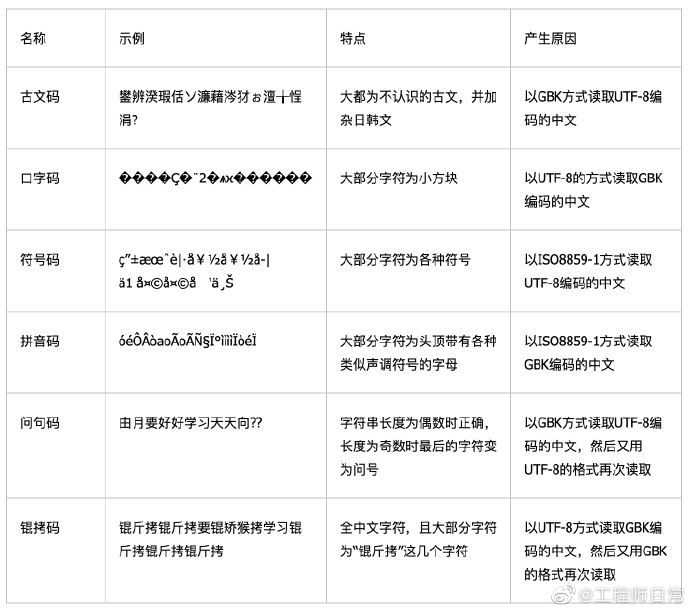 名称 示例 特点 产生原因
古文码
鐢辨湀瑕佸ソ濂藉涔犲ぉ澶╁悜
涓?
大都为不认识的古文，并加
杂日韩文
以GBK方式读取UTF-8编
码的中文
口字码
����Ç�¨2�ѧϰ������
大部分字符为小方块
以UTF-8的方式读取GBK
编码的中文
符号码
ç”±æœˆè|·å¥½å¥½å-|
ä1 å¤©å¤©å ‘ä¸Š
大部分字符为各种符号
以ISO8859-1方式读取
UTF-8编码的中文
拼音码
óéÔÂòaoÃoÃÑ§Ï°ìììÏòéÏ
大部分字符为头顶带有各种
类似声调符号的字母
以ISO8859-1方式读取
GBK编码的中文
问句码
由月要好好学习天天向??
字符串长度为偶数时正确，
长度为奇数时最后的字符变
为问号
以GBK方式读取UTF-8编
码的中文，然后又用
UTF-8的格式再次读取
锟拷码
锟斤拷锟斤拷要锟矫猴拷学习锟
斤拷锟斤拷锟斤拷
全中文字符，且大部分字符
为“锟斤拷”这几个字符
以UTF-8方式读取GBK编
码的中文，然后又用GBK
的格式再次读取
@工程师日常